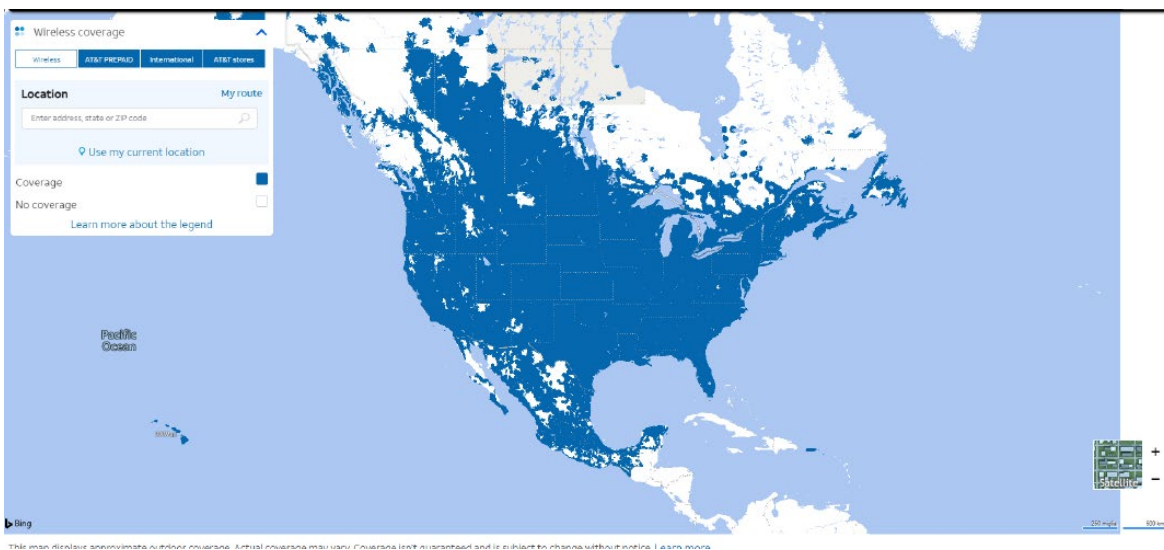 Wireless coverage
Wireless
AT&T PREPAID
International
AT&T stores
Location
My route
Enter address, state or ZIP code
Use my current location
Coverage
No coverage
Learn more about the legend
Pacific
Ocean
Satellite
+
−
Bing
250 miglia
500 km
This map displays approximate outdoor coverage. Actual coverage may vary. Coverage isn't guaranteed and is subject to change without notice. Learn more